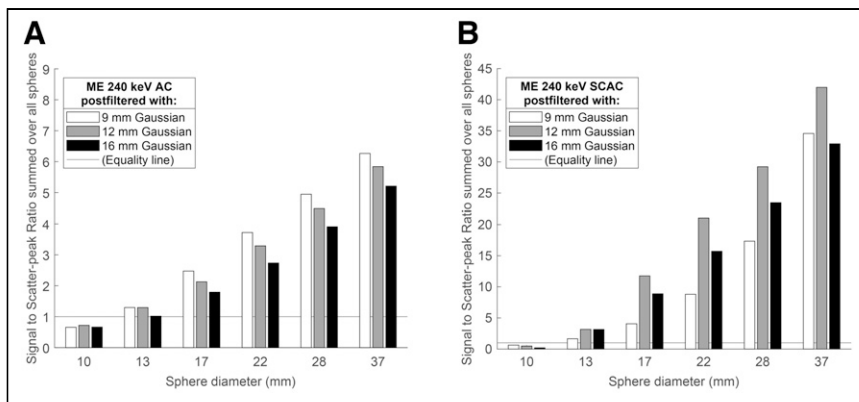 A
Signal to Scatter-peak Ratio summed over all spheres
9
8
7
6
5
4
3
2
1
0
ME 240 keV AC
postfiltered with:
9 mm Gaussian
12 mm Gaussian
16 mm Gaussian
(Equality line)
10 13 17 22 28 37
Sphere diameter (mm)
B
Signal to Scatter-peak Ratio summed over all spheres
45
40
35
30
25
20
15
10
5
0
ME 240 keV SCAC
postfiltered with:
9 mm Gaussian
12 mm Gaussian
16 mm Gaussian
(Equality line)
10 13 17 22 28 37
Sphere diameter (mm)